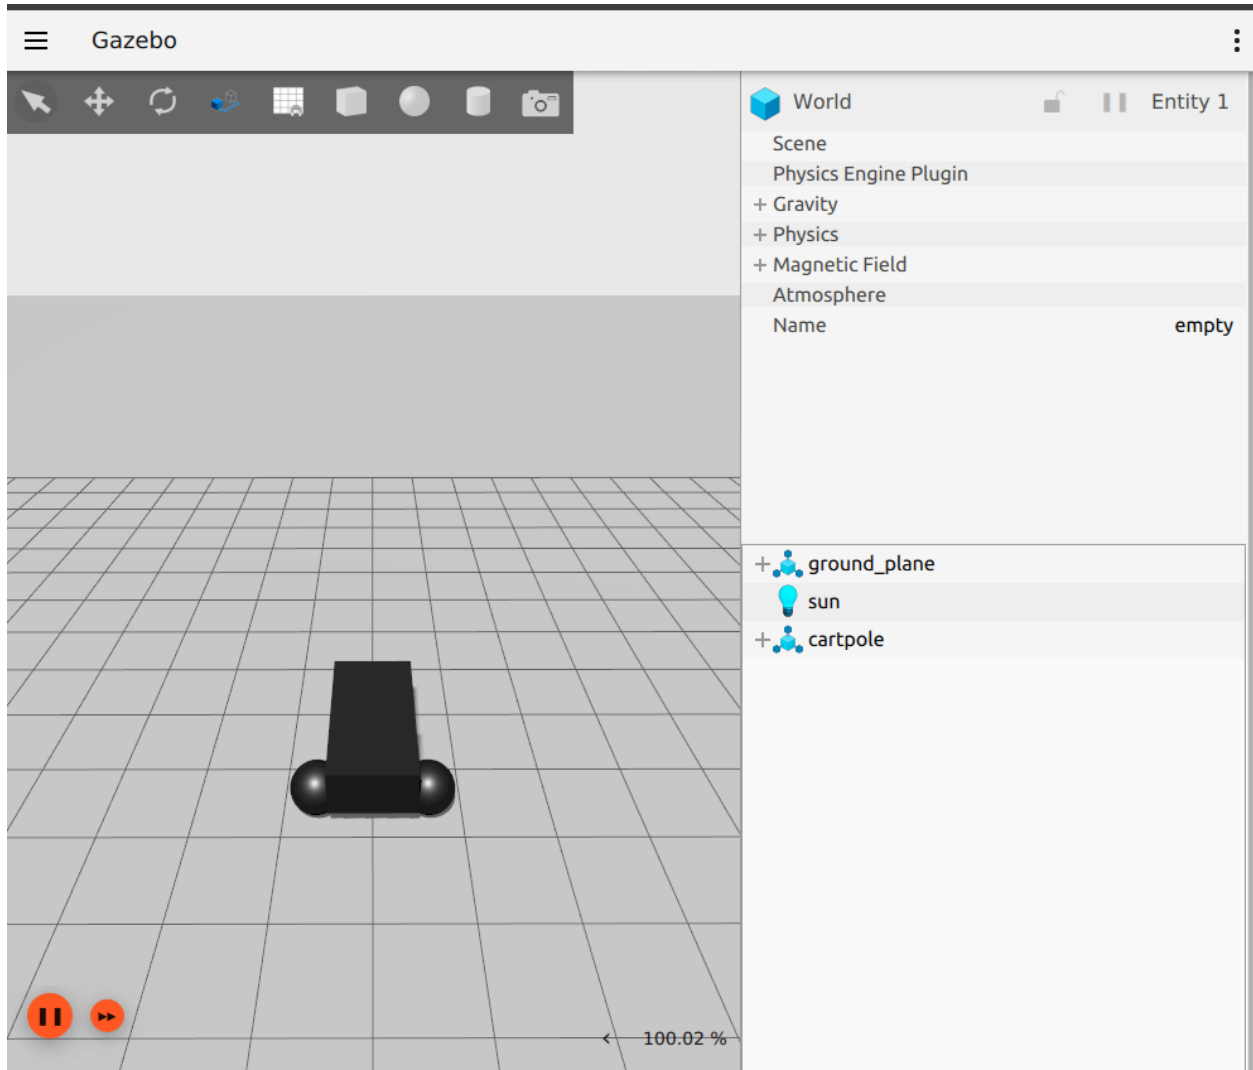 Gazebo
World Entity 1
Scene
Physics Engine Plugin
+ Gravity
+ Physics
+ Magnetic Field
Atmosphere
Name empty
+ ground_plane
sun
+ cartpole
< 100.02 %